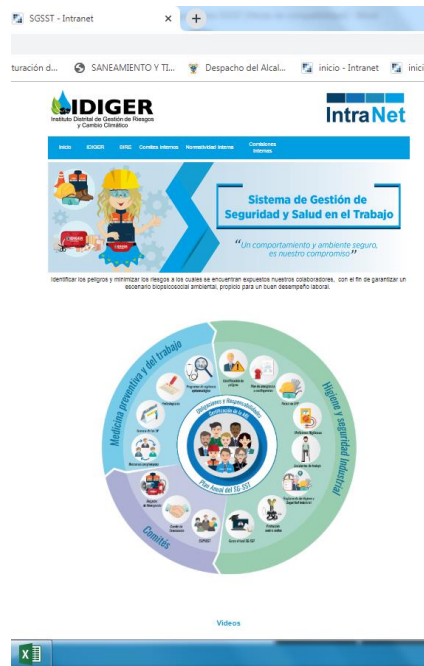 SGSST - Intranet
turación d...
SANEAMIENTO Y TI...
Despacho del Alcal...
inicio - Intranet
inici
IDIGER
Instituto Distrital de Gestión de Riesgos
y Cambio Climático
IntraNet
Inicio
IDIGER
SIRE
Comites Internos
Normatividad Interna
Comisiones
Internas
Sistema de Gestión de
Seguridad y Salud en el Trabajo
"Un comportamiento y ambiente seguro,
es nuestro compromiso"
Identificar los peligros y minimizar los riesgos a los cuales se encuentran expuestos nuestros colaboradores, con el fin de garantizar un
escenario biopsicosocial ambiental, propicio para un buen desempeño laboral.
Medicina preventiva y del trabajo
Higiene y seguridad Industrial
Comités
Obligaciones y Responsabilidades
Plan Anual del SG-SST
COPASST
Videos